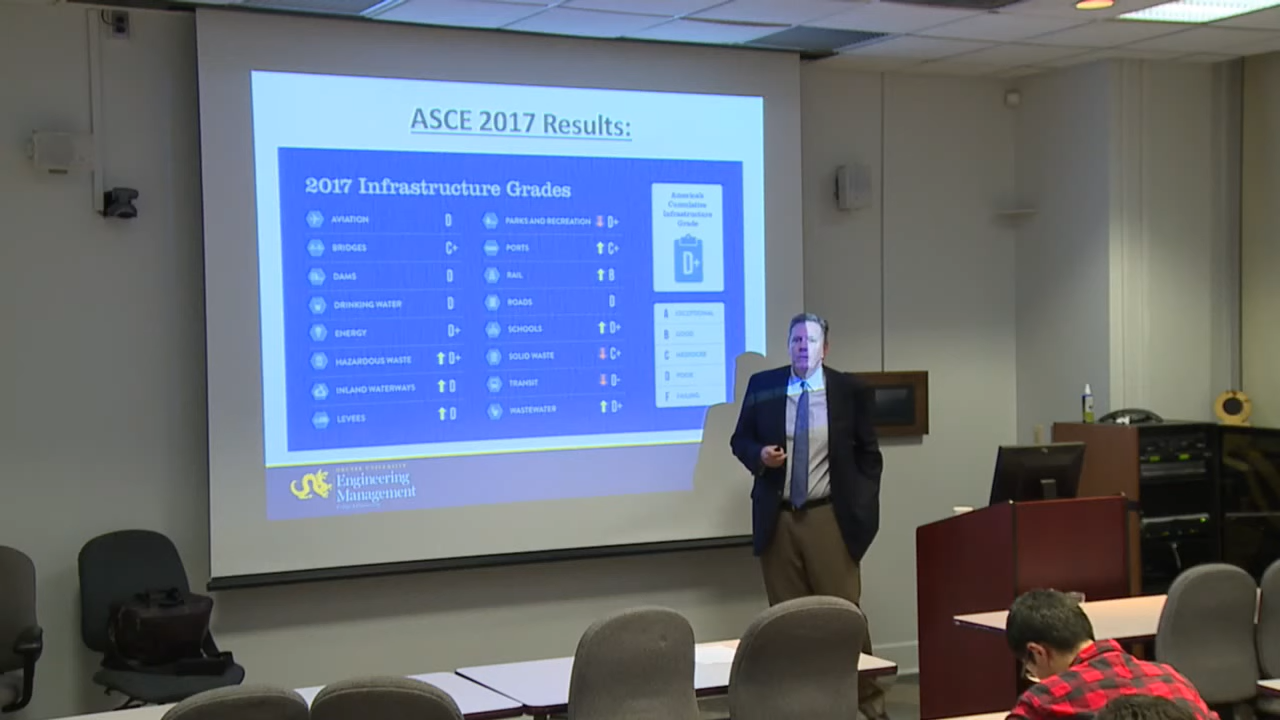 ASCE 2017 Results:
2017 Infrastructure Grades
AVIATION D
BRIDGES C+
DAMS D
DRINKING WATER D
ENERGY D+
HAZARDOUS WASTE D+
INLAND WATERWAYS D
LEVEES D
PARKS AND RECREATION D+
PORTS C+
RAIL B
ROADS D
SCHOOLS D+
SOLID WASTE C+
TRANSIT D-
WASTEWATER D+
America's
Cumulative
Infrastructure
Grade
D+
A EXCEPTIONAL
B GOOD
C MEDIOCRE
D POOR
F FAILING
DREXEL UNIVERSITY
Engineering
Management